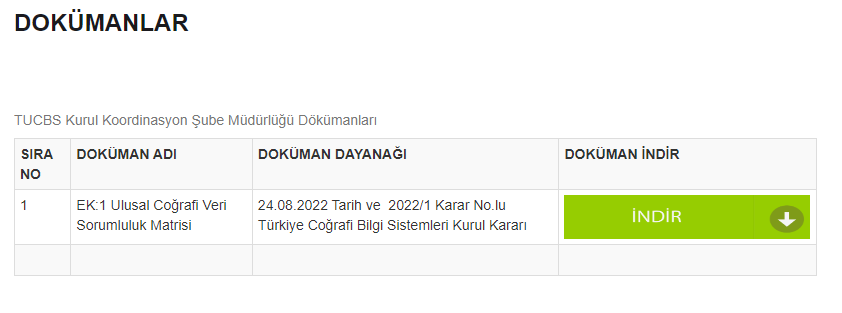 DOKÜMANLAR
TUCBS Kurul Koordinasyon Şube Müdürlüğü Dökümanları
SIRA NO DOKÜMAN ADI DOKÜMAN DAYANAĞI DOKÜMAN İNDİR
1 EK:1 Ulusal Coğrafi Veri Sorumluluk Matrisi 24.08.2022 Tarih ve 2022/1 Karar No.lu Türkiye Coğrafi Bilgi Sistemleri Kurul Kararı İNDİR